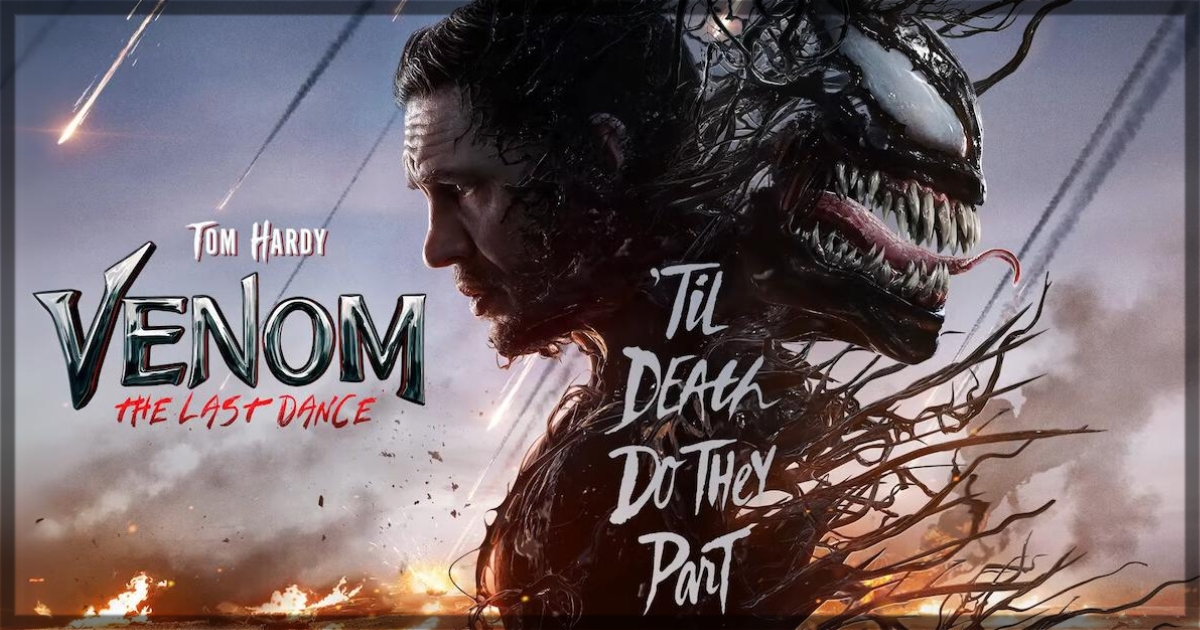 TOM HARDY
VENOM
THE LAST DANCE
'TIL
DEATH
DO THEY
PART